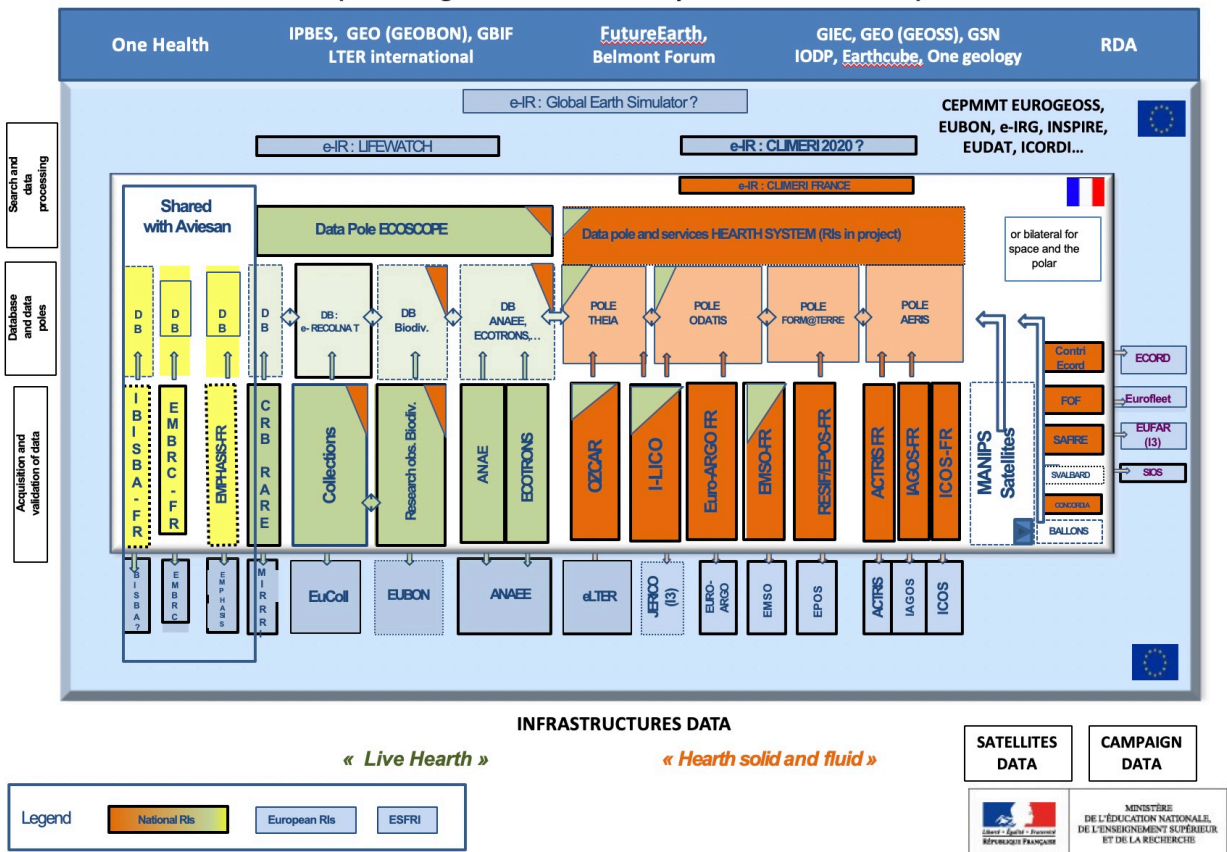 One Health
IPBES, GEO (GEOBON), GBIF
LTER international
FutureEarth,
Belmont Forum
GIEC, GEO (GEOSS), GSN
IODP, Earthcube, One geology
RDA
e-IR : Global Earth Simulator ?
CEPMMT EUROGEOSS,
EUBON, e-IRG, INSPIRE,
EUDAT, ICORDI...
e-IR : LIFEWATCH
e-IR : CLIMERI 2020 ?
e-IR : CLIMERI FRANCE
Search and
data
processing
Shared
with Aviesan
Data Pole ECOSCOPE
Data pole and services HEARTH SYSTEM (RIs in project)
or bilateral for
space and the
polar
Database
and data
poles
DB
DB
DB
DB
DB :
e- RECOLNAT
DB
Biodiv.
DB
ANAEE,
ECOTRONS,...
POLE
THEIA
POLE
ODATIS
POLE
FORM@TERRE
POLE
AERIS
Acquisition and
validation of data
IBISBA-FR
EMBRC-FR
EMPHASIS-FR
CRB RARE
Collections
Research obs. Biodiv.
ANAE
ECOTRONS
OZCAR
I-LICO
Euro-ARGO FR
EMSO-FR
RESIF/EPOS-FR
ACTRIS FR
IAGOS-FR
ICOS-FR
MANIPS
Satellites
Contri
Ecord
FOF
SAFIRE
SVALBARD
CONCORDIA
BALLONS
ECORD
Eurofleet
EUFAR
(I3)
SIOS
BISBA?
EMBRC
EMPHASIS
MIRRRI
EuColl
EUBON
ANAEE
eLTER
JERICO
(I3)
EURO-
ARGO
EMSO
EPOS
ACTRIS
IAGOS
ICOS
INFRASTRUCTURES DATA
« Live Hearth »
« Hearth solid and fluid »
SATELLITES
DATA
CAMPAIGN
DATA
Legend
National RIs
European RIs
ESFRI
Liberté • Égalité • Fraternité
RÉPUBLIQUE FRANÇAISE
MINISTÈRE
DE L'ÉDUCATION NATIONALE,
DE L'ENSEIGNEMENT SUPÉRIEUR
ET DE LA RECHERCHE